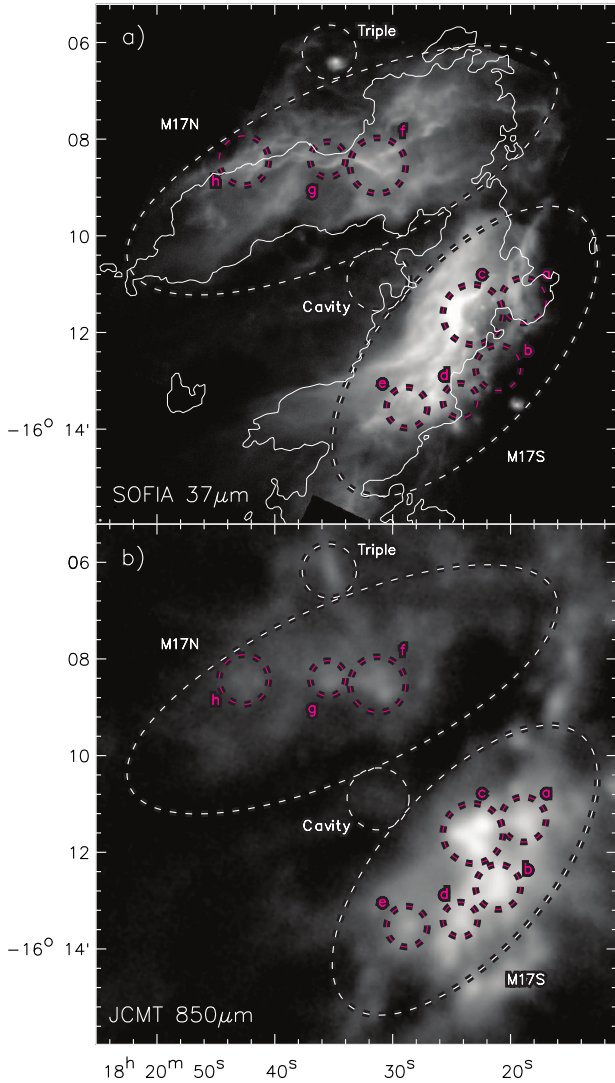 a)
Triple
06
M17N
f
08
h
g
10
c
a
Cavity
12
b
d
e
-16° 14'
M17S
SOFIA 37μm
b)
Triple
06
M17N
f
08
h
g
10
c
a
Cavity
12
b
d
e
-16° 14'
M17S
JCMT 850μm
18h 20m 50s 40s 30s 20s